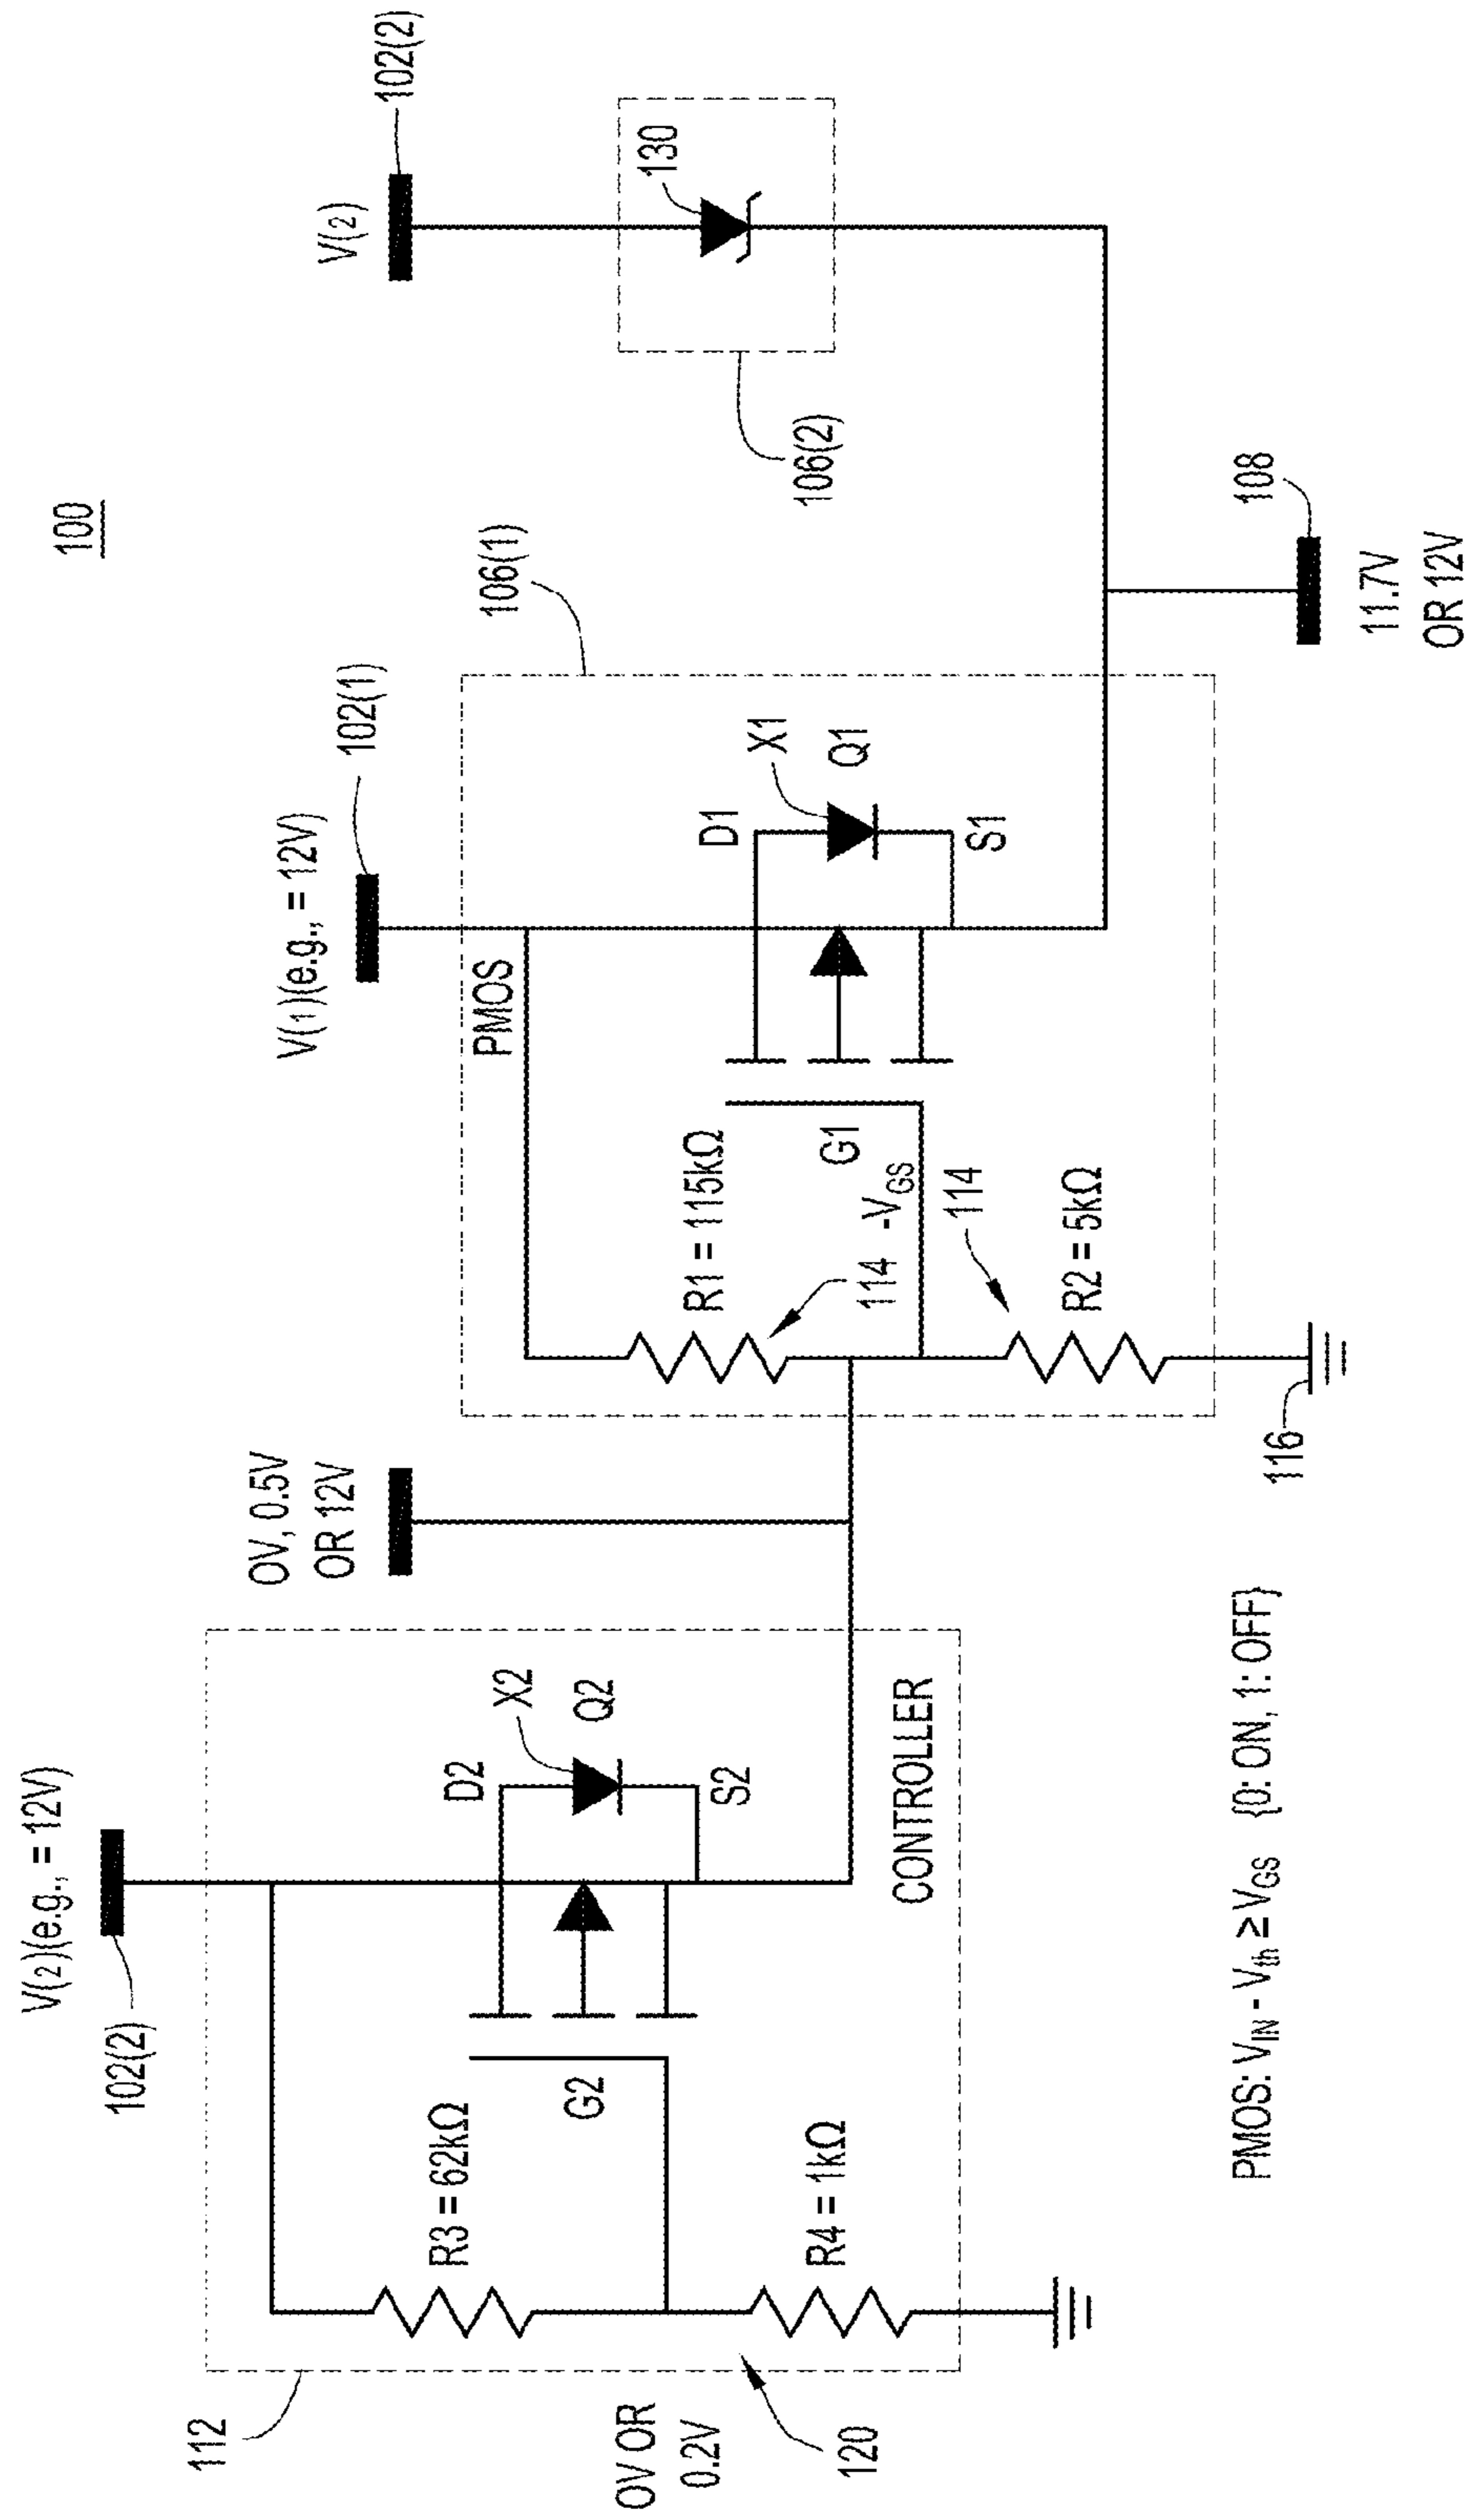 100
V(2)(e.g., = 12V)
102(2)
112
R3 = 62kΩ
G2
R4 = 1kΩ
D2
X2
Q2
S2
CONTROLLER
0V OR
0.2V
120
0V, 0.5V
OR 12V
V(1)(e.g., = 12V)
102(1)
106(1)
PMOS
R1 = 115kΩ
114
-VGS
G1
114
R2 = 5kΩ
116
D1
X1
Q1
S1
V(2)
102(2)
130
106(2)
108
11.7V
OR 12V
PMOS: VIN - Vth ≥ VGS {0: ON, 1: OFF}